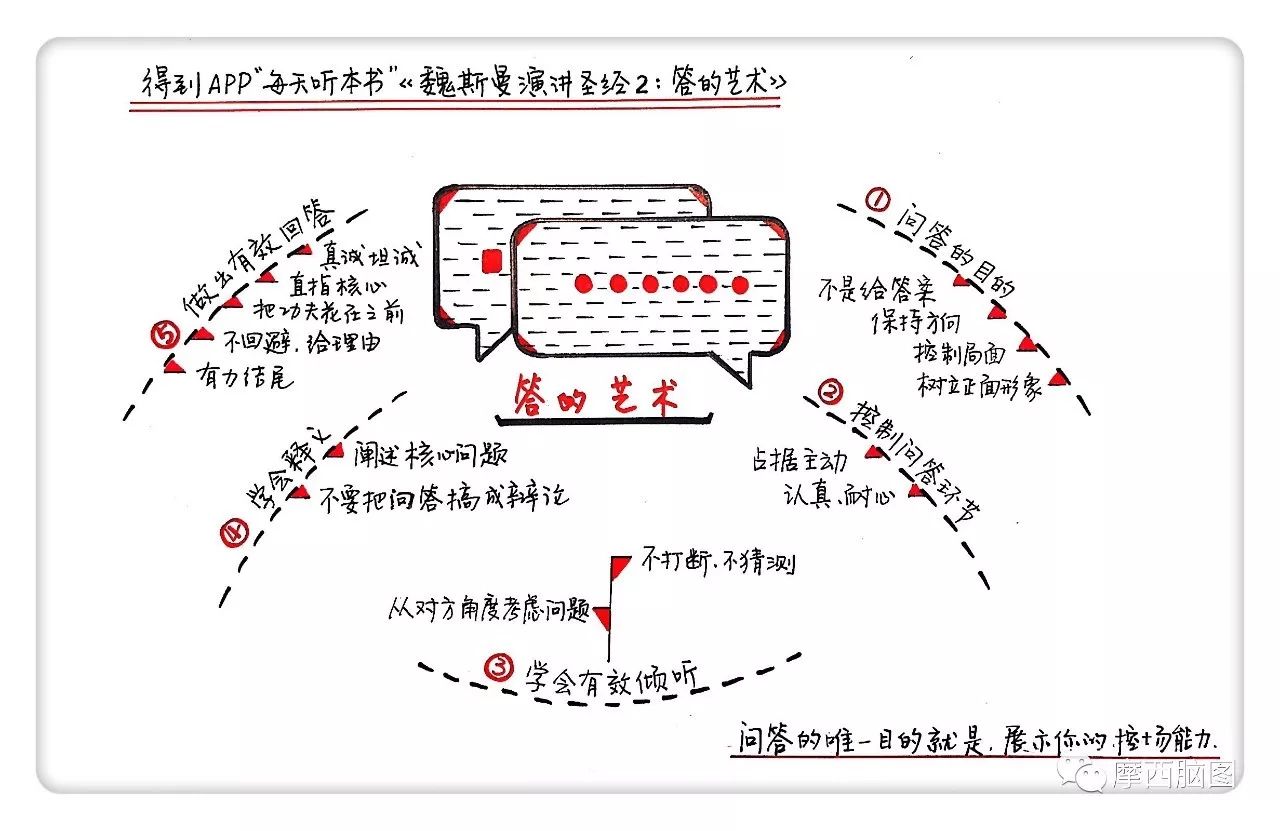 得到APP“每天听本书”《魏斯曼演讲圣经2：答的艺术》
答的艺术
① 问答的目的
不是给答案
保持方向
控制局面
树立正面形象
② 控制问答环节
占据主动
认真、耐心
③ 学会有效倾听
不打断、不猜测
从对方角度考虑问题
④ 学会释义
阐述核心问题
不要把问答搞成辩论
⑤ 做出有效回答
真诚坦诚
直指核心
把功夫花在之前
不回避，给理由
有力结尾
问答的唯一目的就是，展示你的控场能力.
摩西脑图